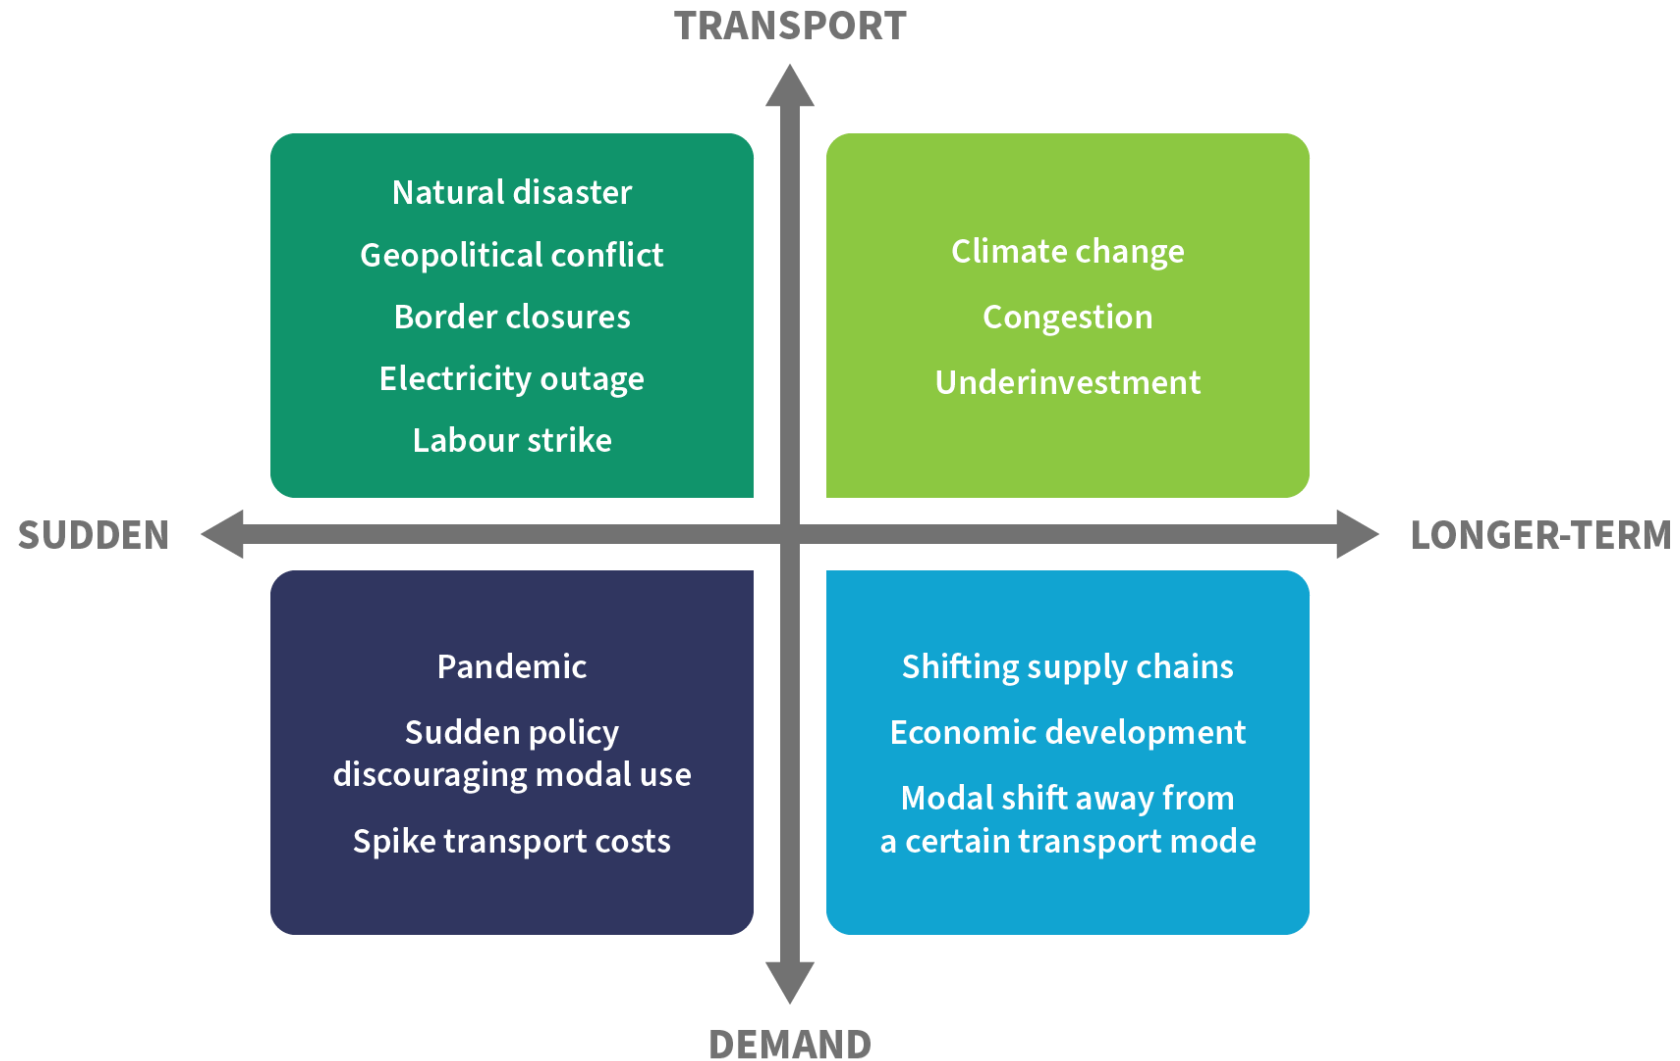 TRANSPORT
Natural disaster
Geopolitical conflict
Border closures
Electricity outage
Labour strike
Climate change
Congestion
Underinvestment
SUDDEN
LONGER-TERM
Pandemic
Sudden policy
discouraging modal use
Spike transport costs
Shifting supply chains
Economic development
Modal shift away from
a certain transport mode
DEMAND